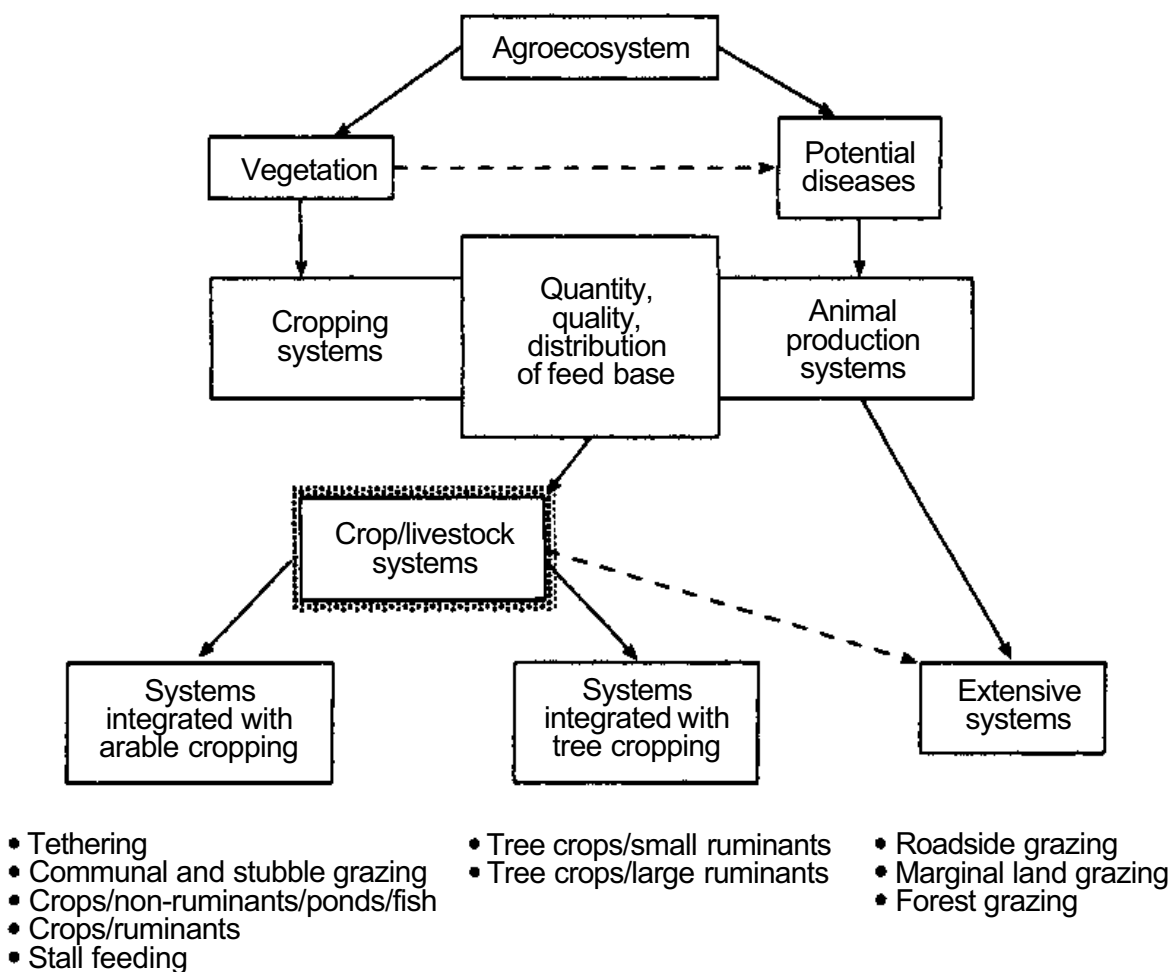 Agroecosystem
Vegetation
Potential
diseases
Cropping
systems
Quantity,
quality,
distribution
of feed base
Animal
production
systems
Crop/livestock
systems
Systems
integrated with
arable cropping
Systems
integrated with
tree cropping
Extensive
systems
• Tethering
• Communal and stubble grazing
• Crops/non-ruminants/ponds/fish
• Crops/ruminants
• Stall feeding
• Tree crops/small ruminants
• Tree crops/large ruminants
• Roadside grazing
• Marginal land grazing
• Forest grazing